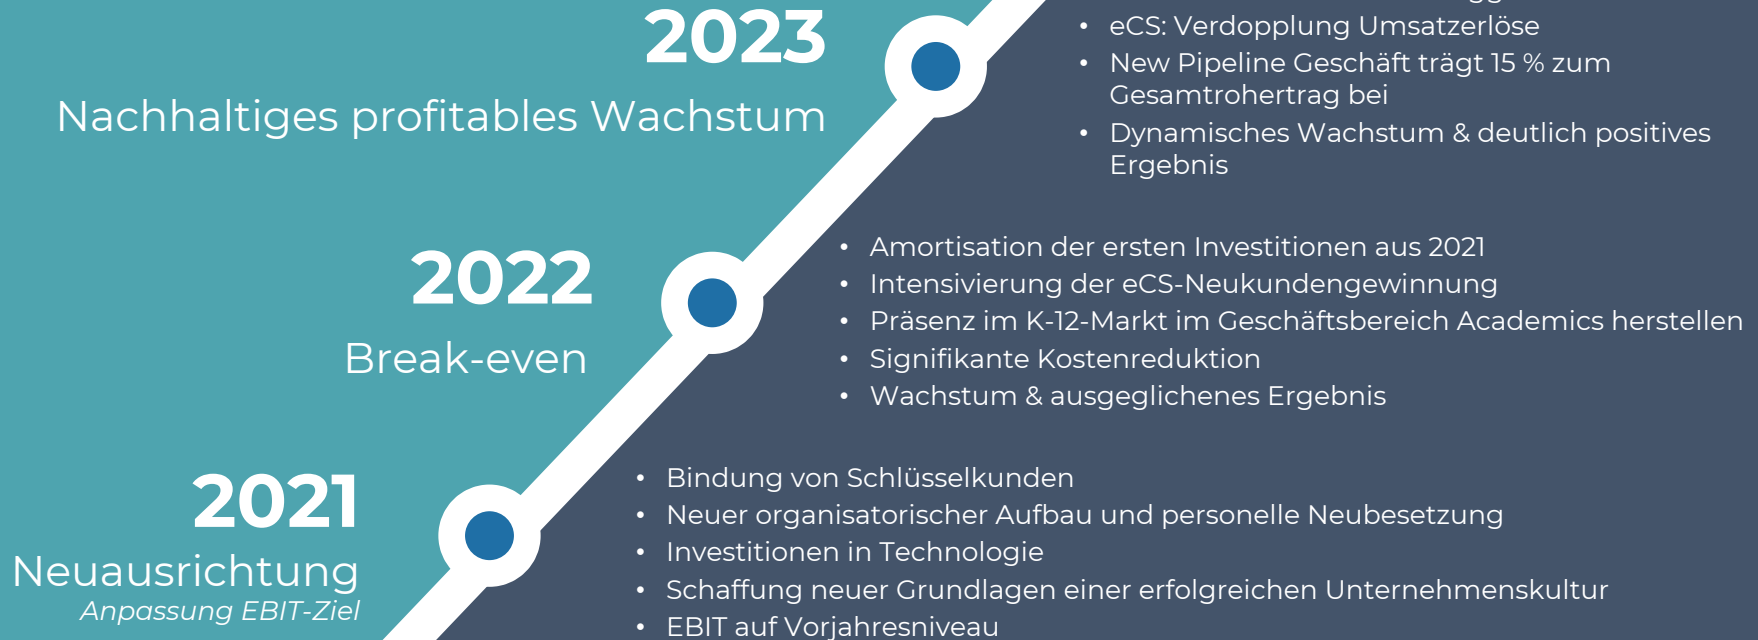 2023
Nachhaltiges profitables Wachstum
• eCS: Verdopplung Umsatzerlöse
• New Pipeline Geschäft trägt 15 % zum
Gesamtrohertrag bei
• Dynamisches Wachstum & deutlich positives
Ergebnis
2022
Break-even
• Amortisation der ersten Investitionen aus 2021
• Intensivierung der eCS-Neukundengewinnung
• Präsenz im K-12-Markt im Geschäftsbereich Academics herstellen
• Signifikante Kostenreduktion
• Wachstum & ausgeglichenes Ergebnis
2021
Neuausrichtung
Anpassung EBIT-Ziel
• Bindung von Schlüsselkunden
• Neuer organisatorischer Aufbau und personelle Neubesetzung
• Investitionen in Technologie
• Schaffung neuer Grundlagen einer erfolgreichen Unternehmenskultur
• EBIT auf Vorjahresniveau